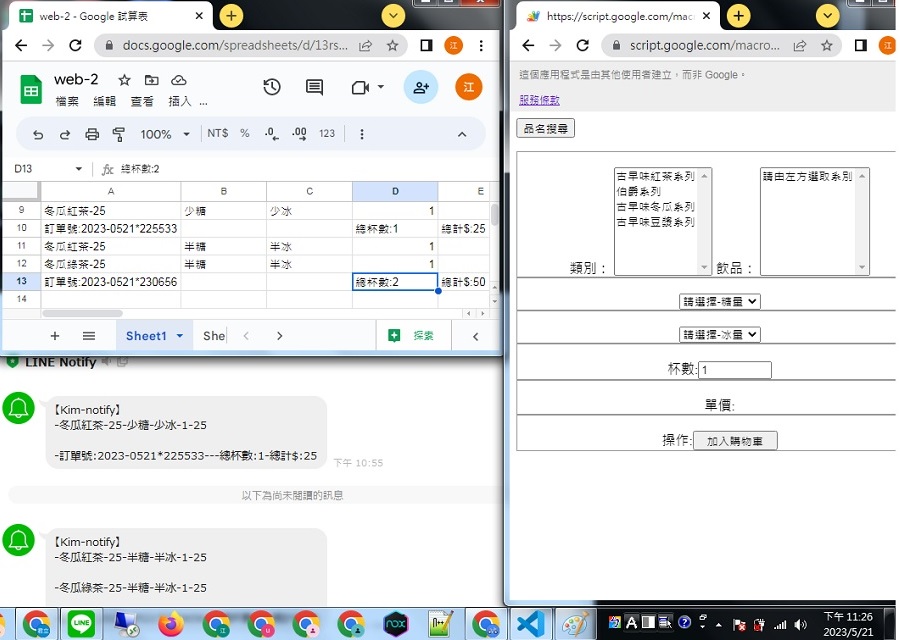 web-2 - Google 試算表
docs.google.com/spreadsheets/d/13rs...
江
web-2
檔案 編輯 查看 插入 ...
江
100% NT$ % .0 .00 123
D13 fx 總杯數:2
A B C D E
9 冬瓜紅茶-25 少糖 少冰 1
10 訂單號:2023-0521*225533 總杯數:1 總計$:25
11 冬瓜紅茶-25 半糖 半冰 1
12 冬瓜綠茶-25 半糖 半冰 1
13 訂單號:2023-0521*230656 總杯數:2 總計$:50
14
Sheet1 She 探索
LINE Notify
【Kim-notify】
-冬瓜紅茶-25-少糖-少冰-1-25
-訂單號:2023-0521*225533---總杯數:1-總計$:25
下午 10:55
以下為尚未閱讀的訊息
【Kim-notify】
-冬瓜紅茶-25-半糖-半冰-1-25
-冬瓜綠茶-25-半糖-半冰-1-25
https://script.google.com/mac
script.google.com/macro...
江
這個應用程式是由其他使用者建立，而非 Google。
服務條款
品名搜尋
古早味紅茶系列
伯爵系列
古早味冬瓜系列
古早味豆漿系列
請由左方選取系別
類別： 飲品：
請選擇-糖量
請選擇-冰量
杯數:1
單價:
操作: 加入購物車
LINE
nox
A
下午 11:26
2023/5/21